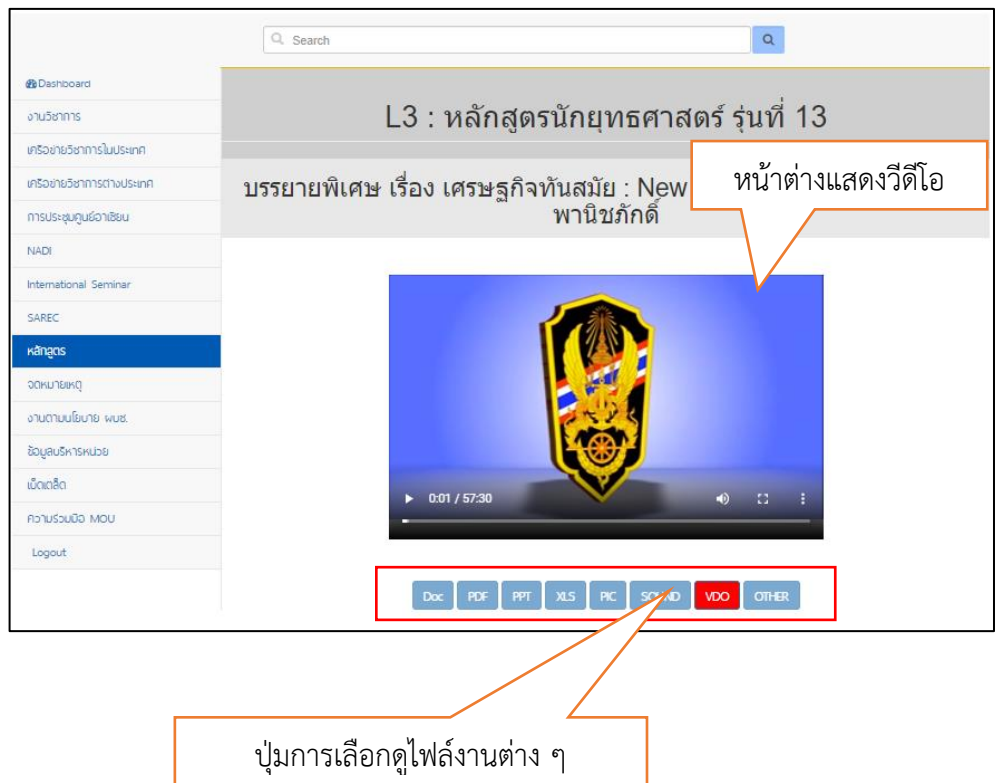 Search
Dashboard
งานวิชาการ
เครือข่ายวิชาการในประเทศ
เครือข่ายวิชาการต่างประเทศ
การประชุมศูนย์อาเซียน
NADI
International Seminar
SAREC
หลักสูตร
จดหมายเหตุ
งานตามนโยบาย ผบช.
ข้อมูลบริหารหน่วย
เบ็ดเตล็ด
ความร่วมมือ MOU
Logout
L3 : หลักสูตรนักยุทธศาสตร์ รุ่นที่ 13
บรรยายพิเศษ เรื่อง เศรษฐกิจทันสมัย : New
พานิชภักดิ์
หน้าต่างแสดงวีดีโอ
0:01 / 57:30
Doc PDF PPT XLS PIC SOUND VDO OTHER
ปุ่มการเลือกดูไฟล์งานต่าง ๆ